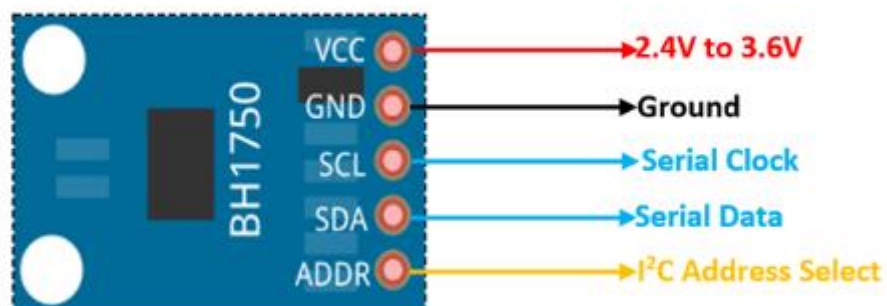 VCC 2.4V to 3.6V
GND Ground
SCL Serial Clock
SDA Serial Data
ADDR I²C Address Select
BH1750